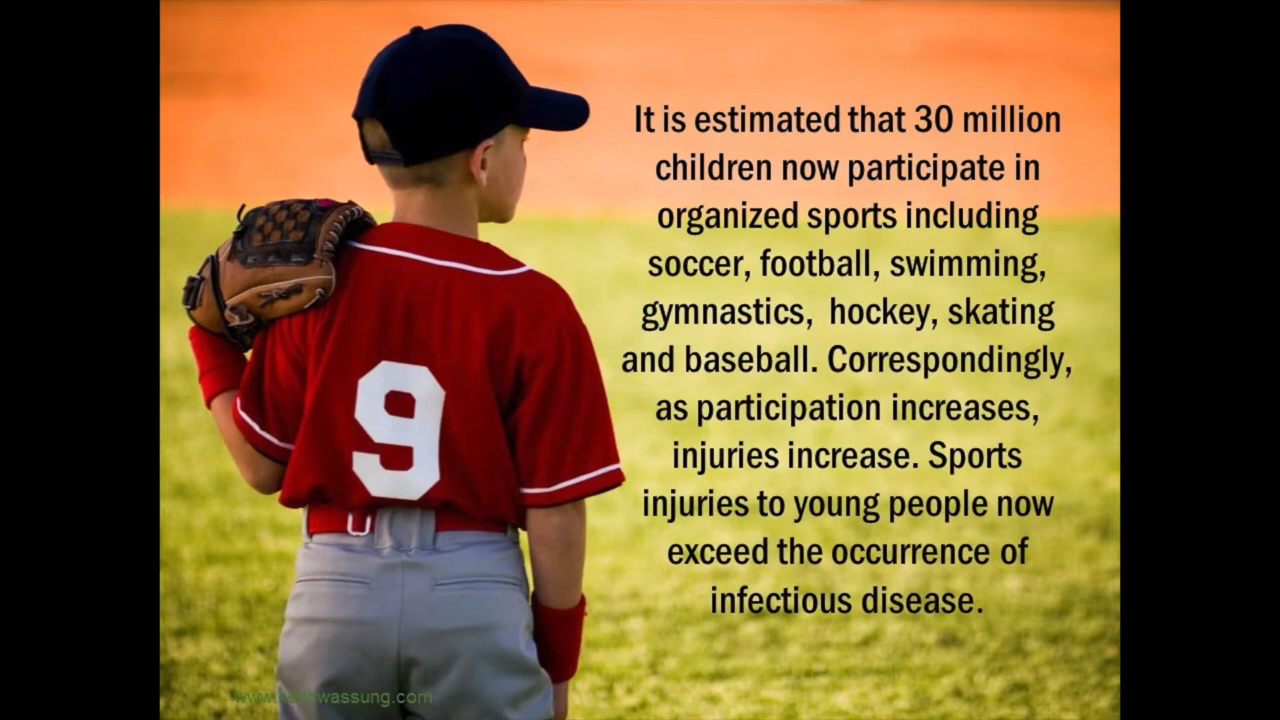 It is estimated that 30 million
children now participate in
organized sports including
soccer, football, swimming,
gymnastics,  hockey, skating
and baseball. Correspondingly,
as participation increases,
injuries increase. Sports
injuries to young people now
exceed the occurrence of
infectious disease.
9